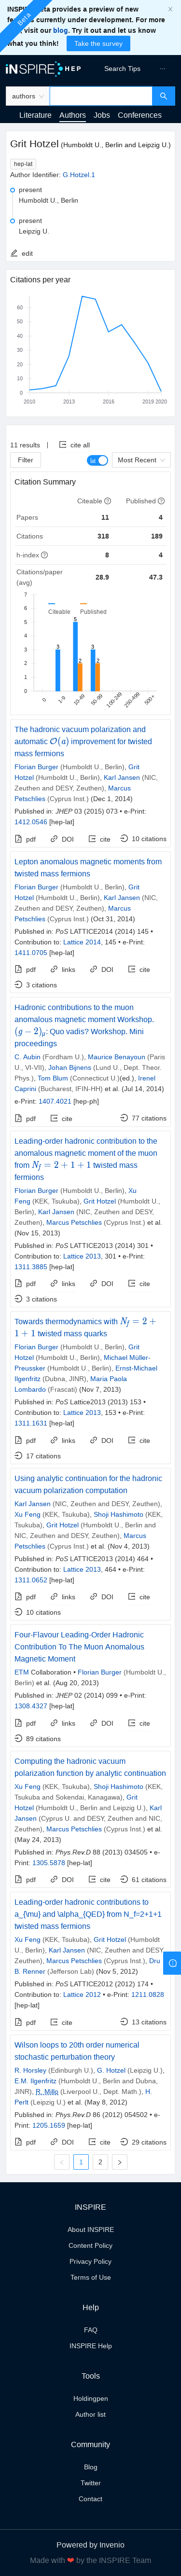 INSPIRE is developing a preview of new
features currently under development. For more
visit our blog. Try it out and let us know
what you think!
Take the survey
Beta
iNSPIRE HEP
Search Tips
···
authors
Literature
Authors
Jobs
Conferences
Grit Hotzel (Humboldt U., Berlin and Leipzig U.)
hep-lat
Author Identifier: G.Hotzel.1
present
Humboldt U., Berlin
present
Leipzig U.
edit
Citations per year
60
50
40
30
20
10
0
2010
2013
2016
2019
2020
11 results
cite all
Filter
Most Recent
Citation Summary
Citeable
Published
Papers
11
4
Citations
318
189
h-index
8
4
Citations/paper
(avg)
28.9
47.3
7
6
5
4
3
2
1
0
Citeable
Published
3
5
2
3
2
0
1-9
10-49
50-99
100-249
250-499
500+
The hadronic vacuum polarization and
automatic O(a) improvement for twisted
mass fermions
Florian Burger (Humboldt U., Berlin), Grit
Hotzel (Humboldt U., Berlin), Karl Jansen (NIC,
Zeuthen and DESY, Zeuthen), Marcus
Petschlies (Cyprus Inst.) (Dec 1, 2014)
Published in: JHEP 03 (2015) 073 • e-Print:
1412.0546 [hep-lat]
pdf
DOI
cite
10 citations
Lepton anomalous magnetic moments from
twisted mass fermions
Florian Burger (Humboldt U., Berlin), Grit
Hotzel (Humboldt U., Berlin), Karl Jansen (NIC,
Zeuthen and DESY, Zeuthen), Marcus
Petschlies (Cyprus Inst.) (Oct 31, 2014)
Published in: PoS LATTICE2014 (2014) 145 •
Contribution to: Lattice 2014, 145 • e-Print:
1411.0705 [hep-lat]
pdf
links
DOI
cite
3 citations
Hadronic contributions to the muon
anomalous magnetic moment Workshop.
(g − 2)μ: Quo vadis? Workshop. Mini
proceedings
C. Aubin (Fordham U.), Maurice Benayoun (Paris
U., VI-VII), Johan Bijnens (Lund U., Dept. Theor.
Phys.), Tom Blum (Connecticut U.)(ed.), Irenel
Caprini (Bucharest, IFIN-HH) et al. (Jul 14, 2014)
e-Print: 1407.4021 [hep-ph]
pdf
cite
77 citations
Leading-order hadronic contribution to the
anomalous magnetic moment of the muon
from Nf = 2 + 1 + 1 twisted mass
fermions
Florian Burger (Humboldt U., Berlin), Xu
Feng (KEK, Tsukuba), Grit Hotzel (Humboldt U.,
Berlin), Karl Jansen (NIC, Zeuthen and DESY,
Zeuthen), Marcus Petschlies (Cyprus Inst.) et al.
(Nov 15, 2013)
Published in: PoS LATTICE2013 (2014) 301 •
Contribution to: Lattice 2013, 301 • e-Print:
1311.3885 [hep-lat]
pdf
links
DOI
cite
3 citations
Towards thermodynamics with Nf = 2 +
1 + 1 twisted mass quarks
Florian Burger (Humboldt U., Berlin), Grit
Hotzel (Humboldt U., Berlin), Michael Müller-
Preussker (Humboldt U., Berlin), Ernst-Michael
Ilgenfritz (Dubna, JINR), Maria Paola
Lombardo (Frascati) (Nov 7, 2013)
Published in: PoS Lattice2013 (2013) 153 •
Contribution to: Lattice 2013, 153 • e-Print:
1311.1631 [hep-lat]
pdf
links
DOI
cite
17 citations
Using analytic continuation for the hadronic
vacuum polarization computation
Karl Jansen (NIC, Zeuthen and DESY, Zeuthen),
Xu Feng (KEK, Tsukuba), Shoji Hashimoto (KEK,
Tsukuba), Grit Hotzel (Humboldt U., Berlin and
NIC, Zeuthen and DESY, Zeuthen), Marcus
Petschlies (Cyprus Inst.) et al. (Nov 4, 2013)
Published in: PoS LATTICE2013 (2014) 464 •
Contribution to: Lattice 2013, 464 • e-Print:
1311.0652 [hep-lat]
pdf
links
DOI
cite
10 citations
Four-Flavour Leading-Order Hadronic
Contribution To The Muon Anomalous
Magnetic Moment
ETM Collaboration • Florian Burger (Humboldt U.,
Berlin) et al. (Aug 20, 2013)
Published in: JHEP 02 (2014) 099 • e-Print:
1308.4327 [hep-lat]
pdf
links
DOI
cite
89 citations
Computing the hadronic vacuum
polarization function by analytic continuation
Xu Feng (KEK, Tsukuba), Shoji Hashimoto (KEK,
Tsukuba and Sokendai, Kanagawa), Grit
Hotzel (Humboldt U., Berlin and Leipzig U.), Karl
Jansen (Cyprus U. and DESY, Zeuthen and NIC,
Zeuthen), Marcus Petschlies (Cyprus Inst.) et al.
(May 24, 2013)
Published in: Phys.Rev.D 88 (2013) 034505 • e-
Print: 1305.5878 [hep-lat]
pdf
DOI
cite
61 citations
Leading-order hadronic contributions to
a_{\mu} and \alpha_{QED} from N_f=2+1+1
twisted mass fermions
Xu Feng (KEK, Tsukuba), Grit Hotzel (Humboldt
U., Berlin), Karl Jansen (NIC, Zeuthen and DESY,
Zeuthen), Marcus Petschlies (Cyprus Inst.), Dru
B. Renner (Jefferson Lab) (Nov 5, 2012)
Published in: PoS LATTICE2012 (2012) 174 •
Contribution to: Lattice 2012 • e-Print: 1211.0828
[hep-lat]
pdf
cite
13 citations
Wilson loops to 20th order numerical
stochastic perturbation theory
R. Horsley (Edinburgh U.), G. Hotzel (Leipzig U.),
E.M. Ilgenfritz (Humboldt U., Berlin and Dubna,
JINR), R. Millo (Liverpool U., Dept. Math.), H.
Perlt (Leipzig U.) et al. (May 8, 2012)
Published in: Phys.Rev.D 86 (2012) 054502 • e-
Print: 1205.1659 [hep-lat]
pdf
DOI
cite
29 citations
1
2
INSPIRE
About INSPIRE
Content Policy
Privacy Policy
Terms of Use
Help
FAQ
INSPIRE Help
Tools
Holdingpen
Author list
Community
Blog
Twitter
Contact
Powered by Invenio
Made with ❤ by the INSPIRE Team